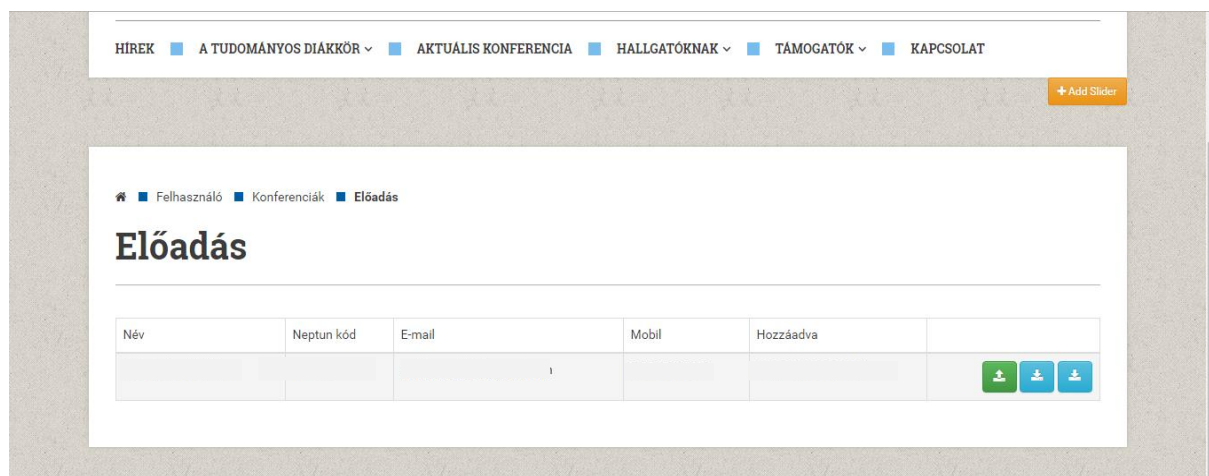 HÍREK A TUDOMÁNYOS DIÁKKÖR AKTUÁLIS KONFERENCIA HALLGATÓKNAK TÁMOGATÓK KAPCSOLAT
+ Add Slider
Felhasználó Konferenciák Előadás
Előadás
Név Neptun kód E-mail Mobil Hozzáadva